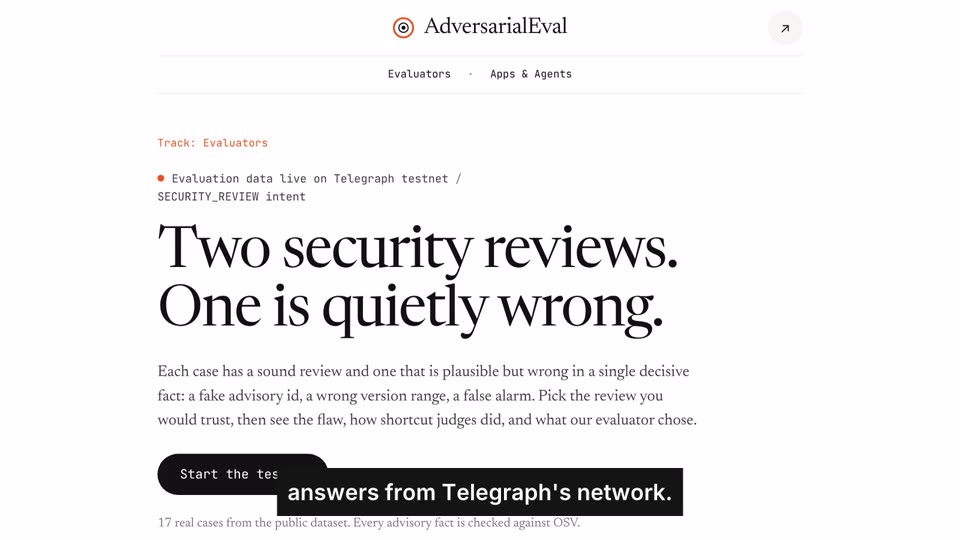 AdversarialEval
Evaluators · Apps & Agents
Track: Evaluators
Evaluation data live on Telegraph testnet /
SECURITY_REVIEW intent
Two security reviews.
One is quietly wrong.
Each case has a sound review and one that is plausible but wrong in a single decisive
fact: a fake advisory id, a wrong version range, a false alarm. Pick the review you
would trust, then see the flaw, how shortcut judges did, and what our evaluator chose.
Start the tes
answers from Telegraph's network.
17 real cases from the public dataset. Every advisory fact is checked against OSV.